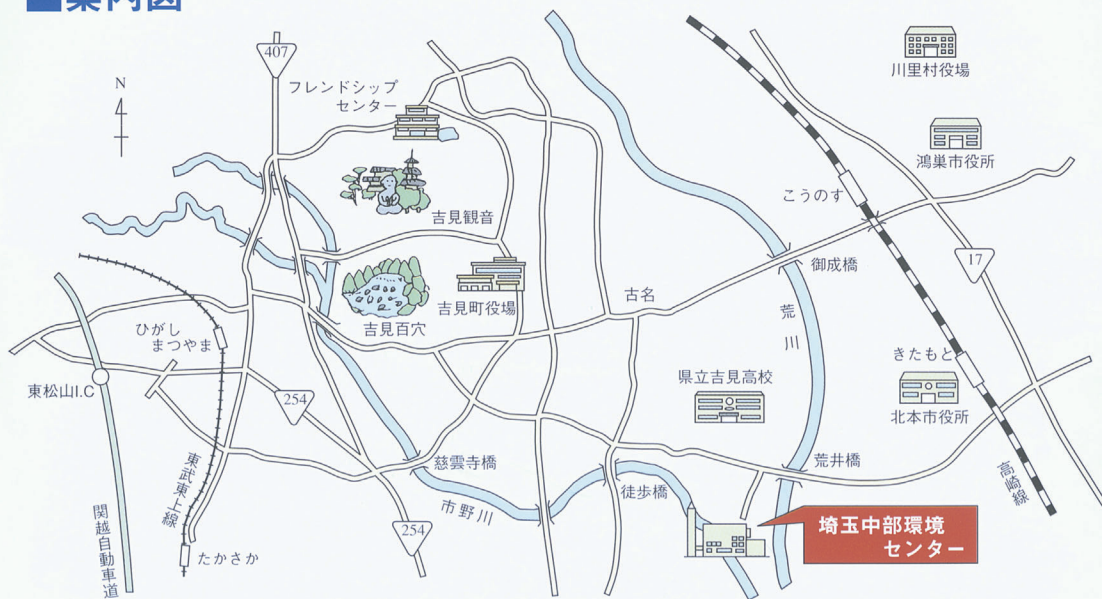 ■案内図
407
N
フレンドシップ
センター
川里村役場
鴻巣市役所
こうのす
吉見観音
御成橋
17
吉見町役場
古名
荒川
吉見百穴
ひがし
まつやま
きたもと
東松山I.C
県立吉見高校
254
北本市役所
慈雲寺橋
荒井橋
東武東上線
高崎線
徒歩橋
市野川
関越自動車道
254
埼玉中部環境
センター
たかさか